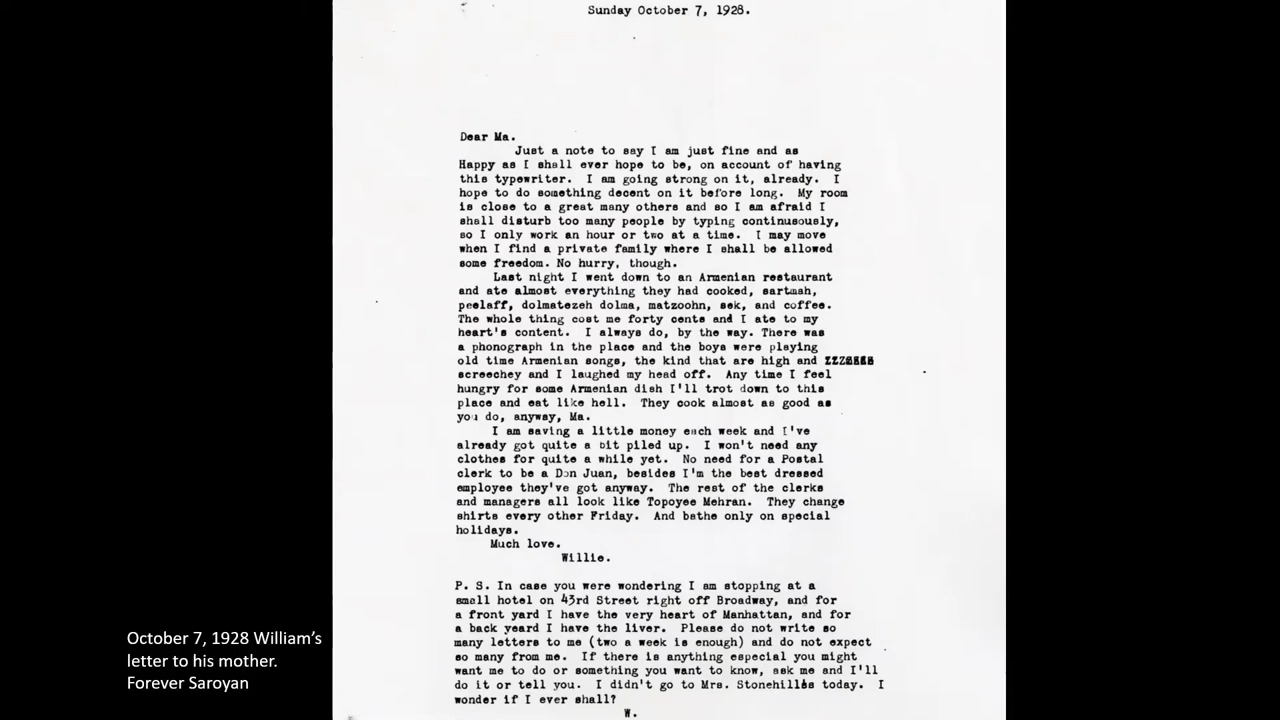 Sunday October 7, 1928.
Dear Ma.
Just a note to say I am just fine and as
Happy as I shall ever hope to be, on account of having
this typewriter. I am going strong on it, already. I
hope to do something decent on it before long. My room
is close to a great many others and so I am afraid I
shall disturb too many people by typing continusously,
so I only work an hour or two at a time. I may move
when I find a private family where I shall be allowed
some freedom. No hurry, though.
Last night I went down to an Armenian restaurant
and ate almost everything they had cooked, sartmah,
peelaff, dolmatezeh dolma, matzoohn, sek, and coffee.
The whole thing cost me forty cents and I ate to my
heart's content. I always do, by the way. There was
a phonograph in the place and the boys were playing
old time Armenian songs, the kind that are high and
screechey and I laughed my head off. Any time I feel
hungry for some Armenian dish I'll trot down to this
place and eat like hell. They cook almost as good as
you do, anyway, Ma.
I am saving a little money each week and I've
already got quite a bit piled up. I won't need any
clothes for quite a while yet. No need for a Postal
clerk to be a Don Juan, besides I'm the best dressed
employee they've got anyway. The rest of the clerks
and managers all look like Topoyee Mehran. They change
shirts every other Friday. And bathe only on special
holidays.
Much love.
Willie.
P. S. In case you were wondering I am stopping at a
small hotel on 43rd Street right off Broadway, and for
a front yard I have the very heart of Manhattan, and for
a back yeard I have the liver. Please do not write so
many letters to me (two a week is enough) and do not expect
so many from me. If there is anything especial you might
want me to do or something you want to know, ask me and I'll
do it or tell you. I didn't go to Mrs. Stonehills today. I
wonder if I ever shall?
W.
October 7, 1928 William's
letter to his mother.
Forever Saroyan